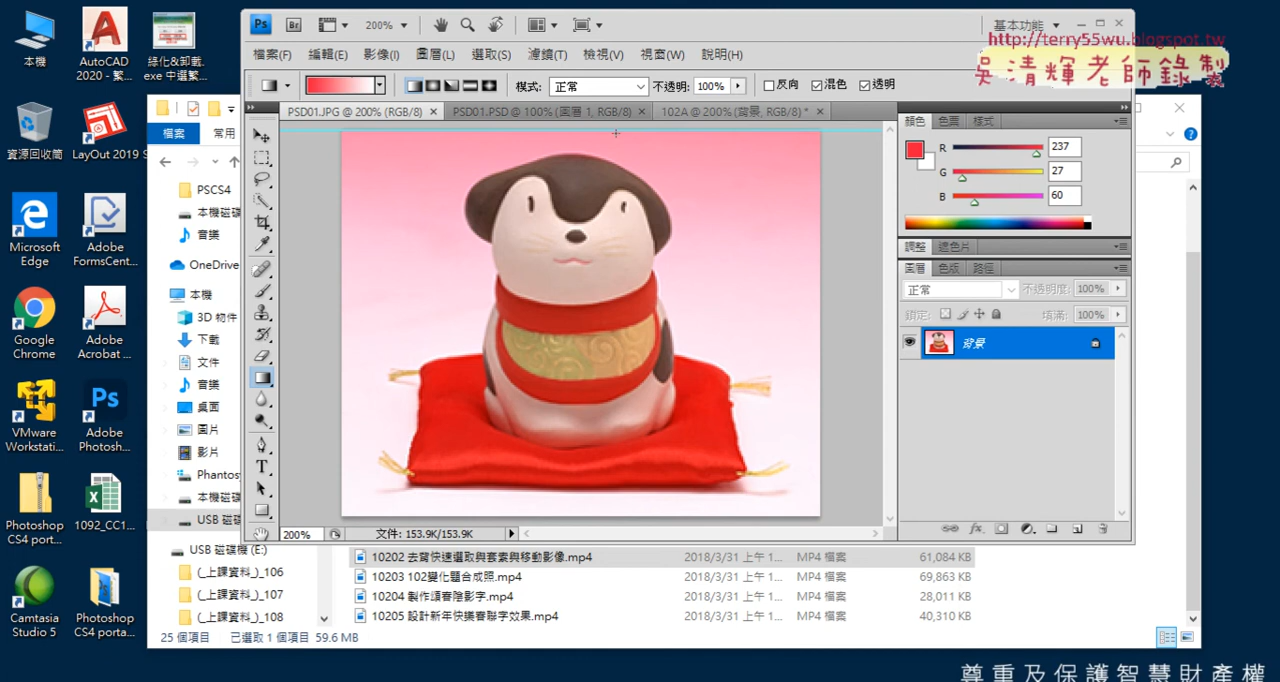 本機
AutoCAD
2020 - 繁...
綠化&卸載.
exe 中璢繁...
資源回收筒
LayOut 2019
Microsoft
Edge
Adobe
FormsCent...
Google
Chrome
Adobe
Acrobat ...
VMware
Workstati...
Adobe
Photosh...
Photoshop
CS4 port...
1092_CC1...
Camtasia
Studio 5
Photoshop
CS4 porta...
檔案
常用
PSCS4
本機磁碟
音樂
OneDrive
本機
3D 物件
下載
文件
音樂
桌面
圖片
影片
Phantos
本機磁碟
USB 磁碟
USB 磁碟機 (E:)
(_上課資料_)_106
(_上課資料_)_107
(_上課資料_)_108
25 個項目 已選取 1 個項目 59.6 MB
Ps
Br
200%
基本功能
http://terry55wu.blogspot.tw
吳清輝老師錄製
檔案(F) 編輯(E) 影像(I) 圖層(L) 選取(S) 濾鏡(T) 檢視(V) 視窗(W) 說明(H)
模式: 正常 不透明: 100% 反向 混色 透明
PSD01.JPG @ 200% (RGB/8)
PSD01.PSD @ 100% (圖層 1, RGB/8)
102A @ 200% (背景, RGB/8) *
顏色 色票 樣式
R 237
G 27
B 60
調整 遮色片
圖層 色版 路徑
正常 不透明度: 100%
鎖定: 填滿: 100%
背景
200% 文件: 153.9K/153.9K
10202 去背快速選取與套索與移動影像.mp4 2018/3/31 上午 1... MP4 檔案 61,084 KB
10203 102變化題合成照.mp4 2018/3/31 上午 1... MP4 檔案 69,863 KB
10204 製作頌春陰影字.mp4 2018/3/31 上午 1... MP4 檔案 28,011 KB
10205 設計新年快樂春聯字效果.mp4 2018/3/31 上午 1... MP4 檔案 40,310 KB
尊重及保護智慧財產權